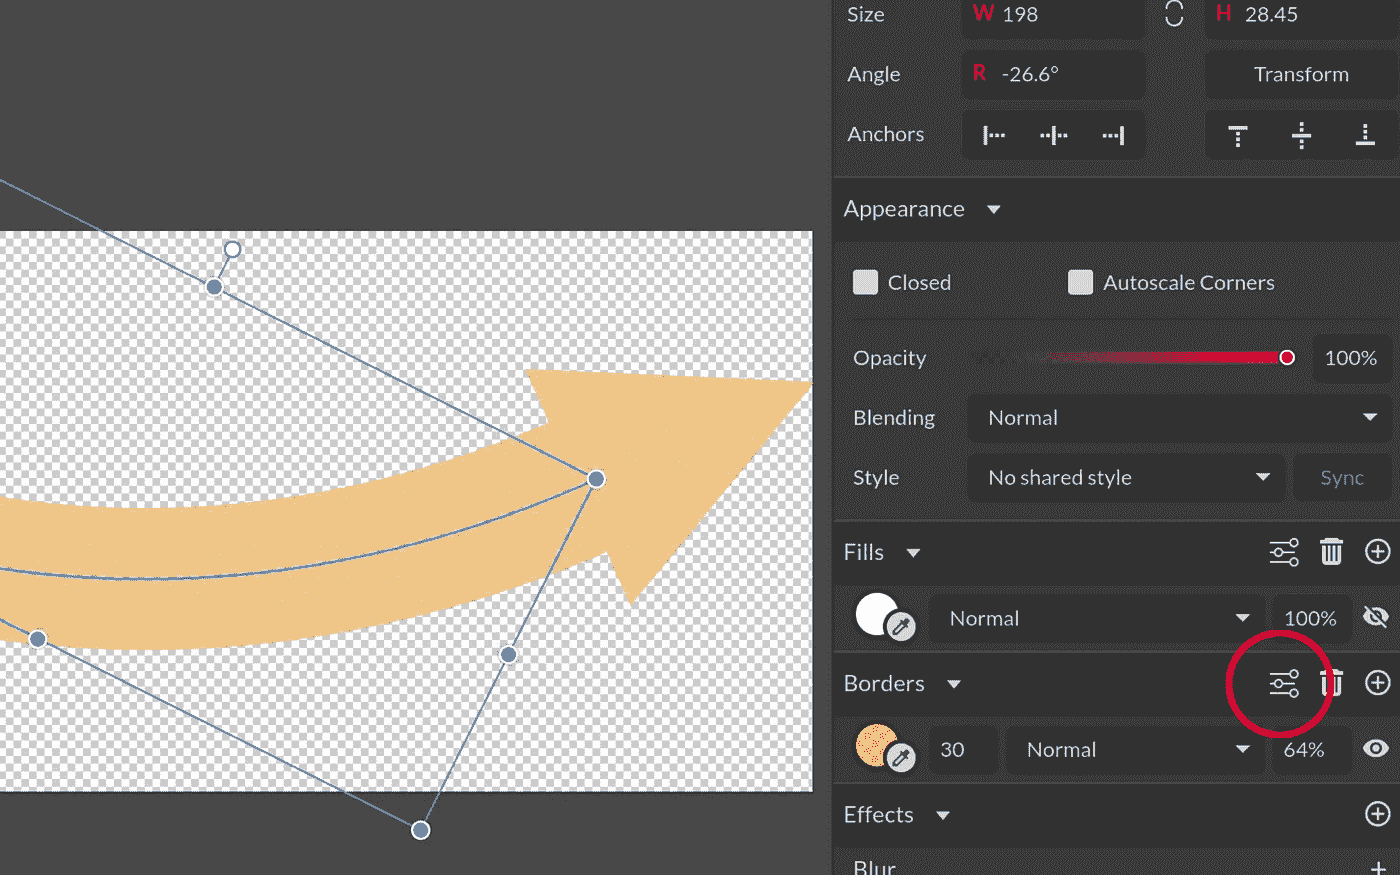 Size W 198 H 28.45
Angle R -26.6° Transform
Anchors
Appearance
Closed Autoscale Corners
Opacity 100%
Blending Normal
Style No shared style Sync
Fills
Normal 100%
Borders
30 Normal 64%
Effects
Blur